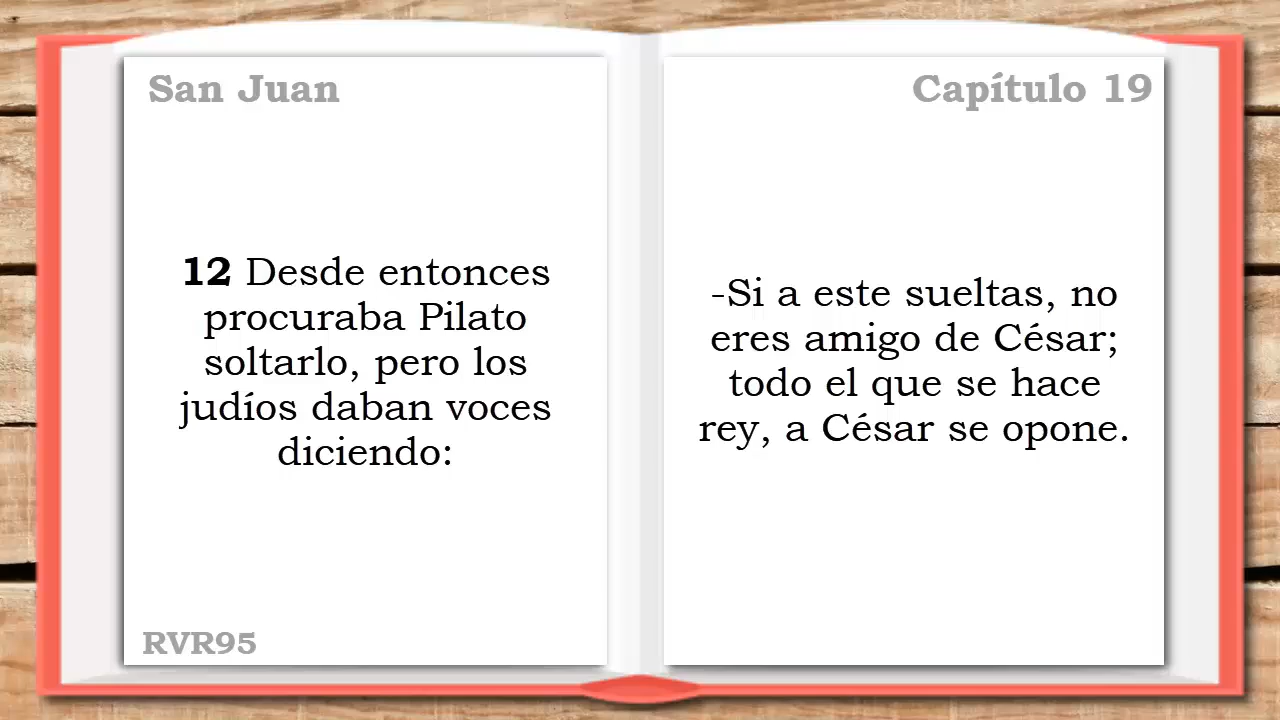 San Juan
12 Desde entonces
procuraba Pilato
soltarlo, pero los
judíos daban voces
diciendo:
RVR95
Capítulo 19
-Si a este sueltas, no
eres amigo de César;
todo el que se hace
rey, a César se opone.